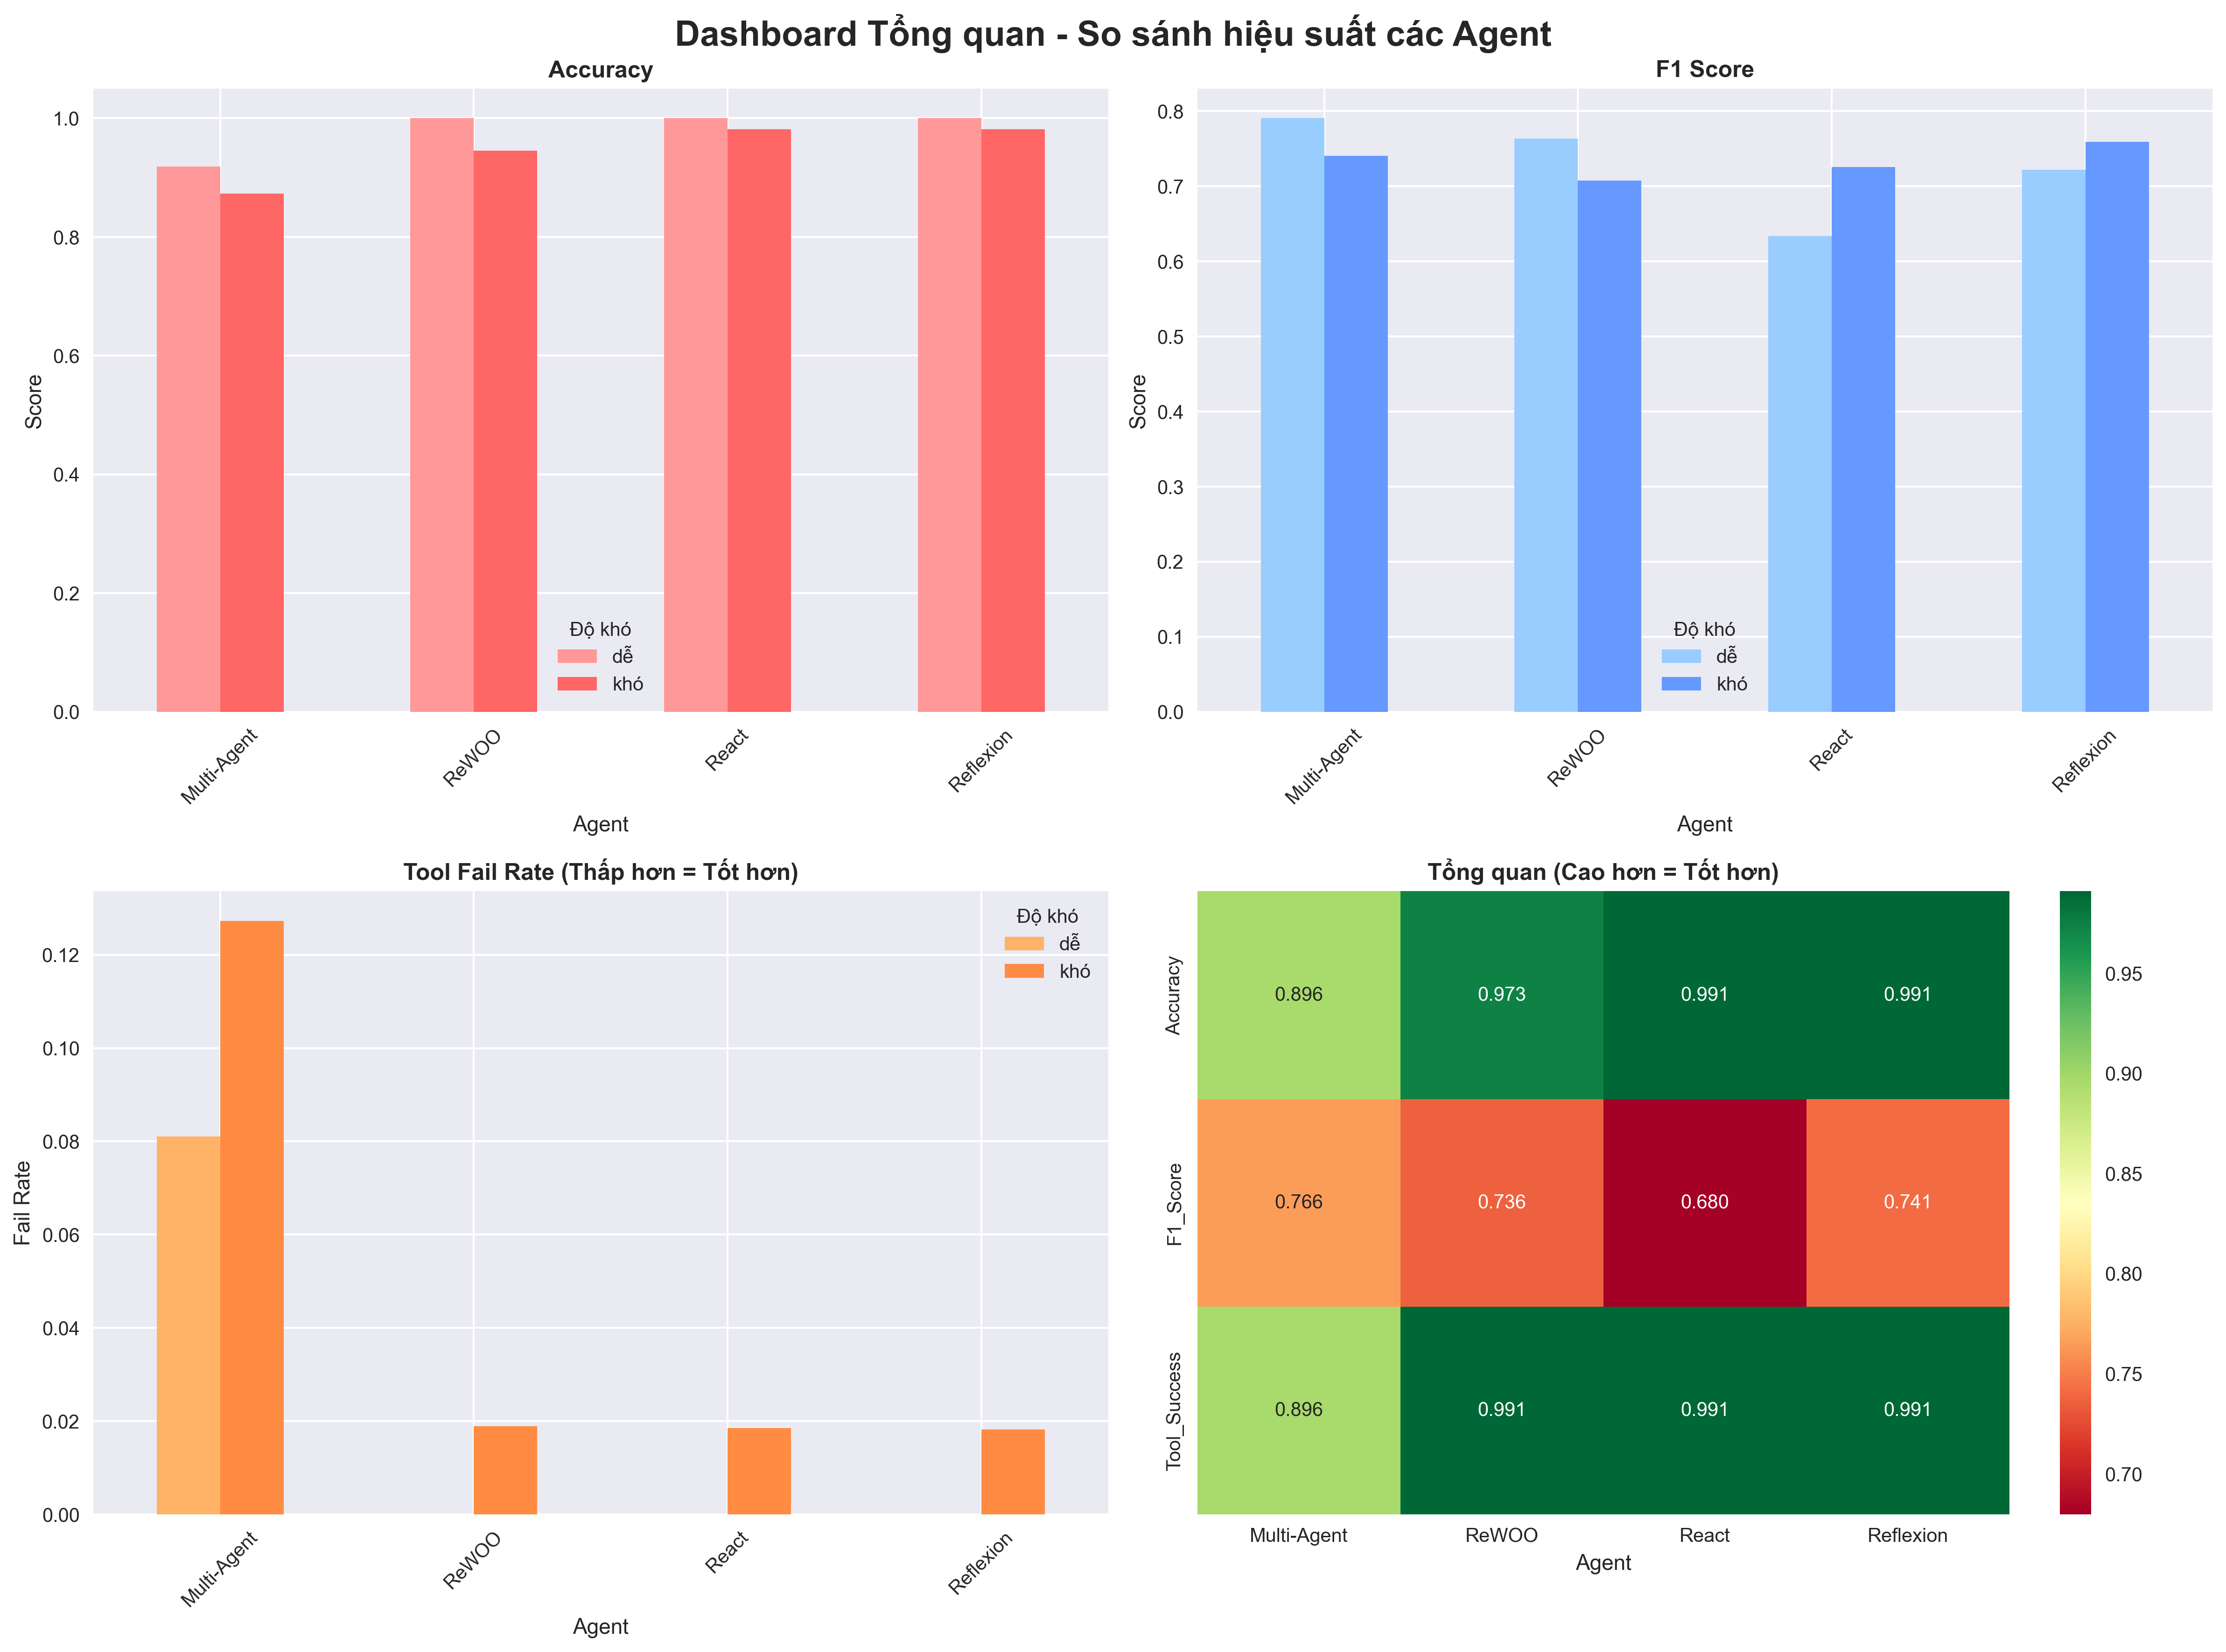 Dashboard Tổng quan - So sánh hiệu suất các Agent
Accuracy
Score
1.0
0.8
0.6
0.4
0.2
0.0
Độ khó
dễ
khó
Multi-Agent
ReWOO
React
Reflexion
Agent
F1 Score
Score
0.8
0.7
0.6
0.5
0.4
0.3
0.2
0.1
0.0
Độ khó
dễ
khó
Multi-Agent
ReWOO
React
Reflexion
Agent
Tool Fail Rate (Thấp hơn = Tốt hơn)
Fail Rate
0.12
0.10
0.08
0.06
0.04
0.02
0.00
Độ khó
dễ
khó
Multi-Agent
ReWOO
React
Reflexion
Agent
Tổng quan (Cao hơn = Tốt hơn)
Accuracy
0.896 0.973 0.991 0.991
F1_Score
0.766 0.736 0.680 0.741
Tool_Success
0.896 0.991 0.991 0.991
Multi-Agent ReWOO React Reflexion
Agent
0.95
0.90
0.85
0.80
0.75
0.70